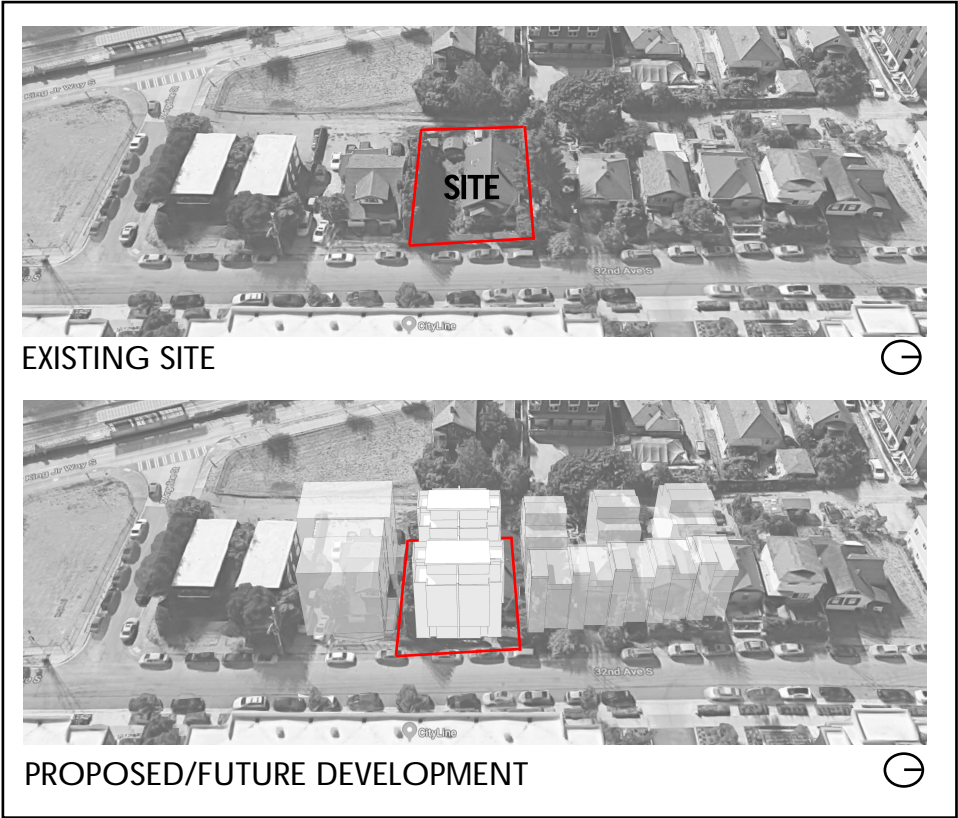 King Jr Way S
SITE
32nd Ave S
CityLine
EXISTING SITE
King Jr Way S
32nd Ave S
CityLine
PROPOSED/FUTURE DEVELOPMENT